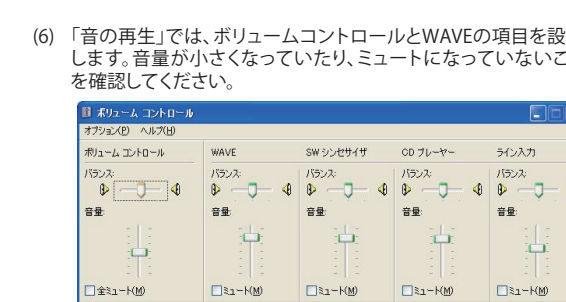 (6) 「音の再生」では、ボリュームコントロールとWAVEの項目を設
します。音量が小さくなっていたり、ミュートになっていないこ
を確認してください。
ボリューム コントロール
オプション(P) ヘルプ(H)
ボリューム コントロール WAVE SW シンセサイザ CD プレーヤー ライン入力
バランス: バランス: バランス: バランス: バランス:
音量: 音量: 音量: 音量: 音量:
全ミュート(M) ミュート(M) ミュート(M) ミュート(M) ミュート(M)